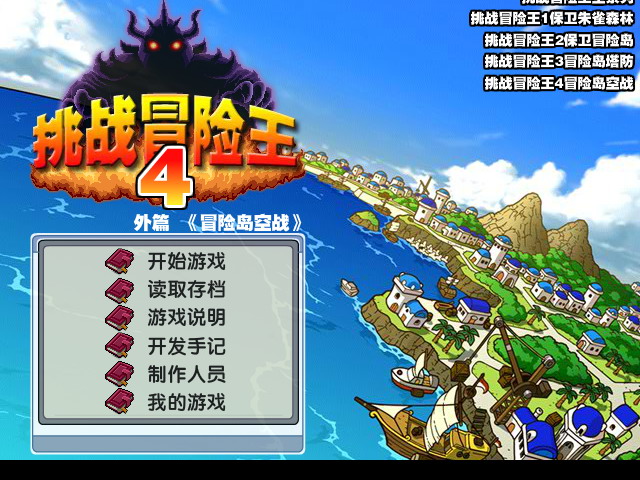 挑战冒险王1保卫朱雀森林
挑战冒险王2保卫冒险岛
挑战冒险王3冒险岛塔防
挑战冒险王4冒险岛空战
挑战冒险王
4
外篇 《冒险岛空战》
开始游戏
读取存档
游戏说明
开发手记
制作人员
我的游戏